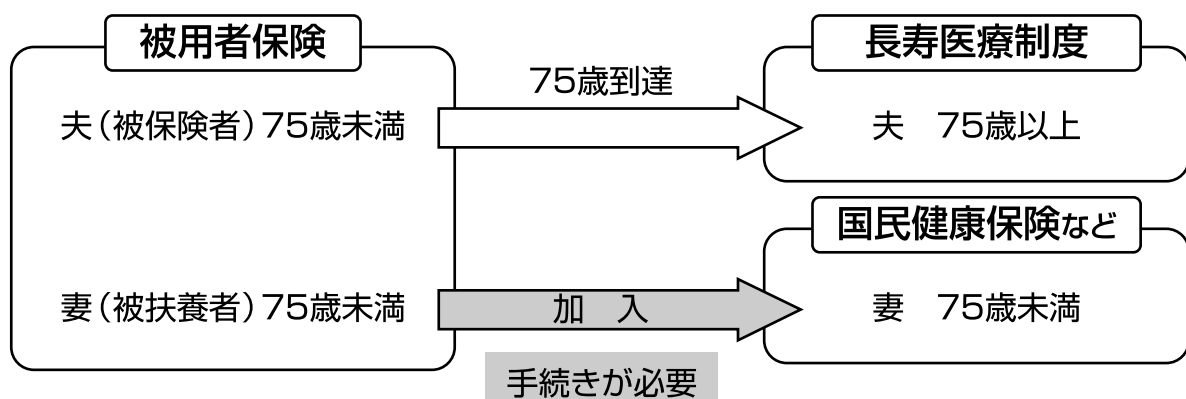 被用者保険
夫（被保険者）75歳未満
妻（被扶養者）75歳未満
75歳到達
加　入
手続きが必要
長寿医療制度
夫　75歳以上
国民健康保険など
妻　75歳未満